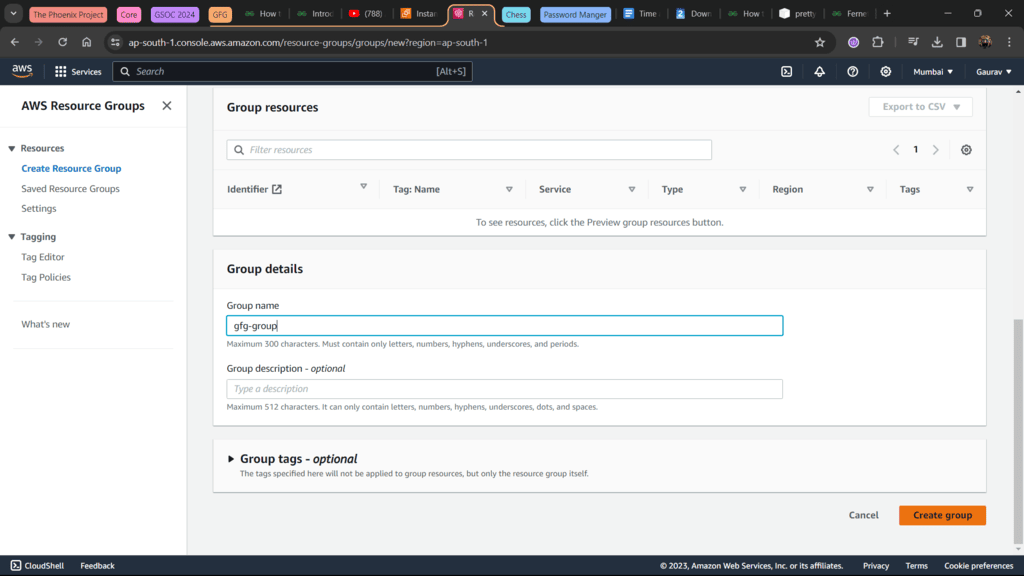 The Phoenix Project Core GSOC 2024 GFG How Introd (788) Instan R Chess Password Manger Time Down How pretty Ferne
ap-south-1.console.aws.amazon.com/resource-groups/groups/new?region=ap-south-1
aws Services Search [Alt+S] Mumbai Gaurav
AWS Resource Groups
Resources
Create Resource Group
Saved Resource Groups
Settings
Tagging
Tag Editor
Tag Policies
What's new
Group resources
Export to CSV
Filter resources
1
Identifier Tag: Name Service Type Region Tags
To see resources, click the Preview group resources button.
Group details
Group name
gfg-group
Maximum 300 characters. Must contain only letters, numbers, hyphens, underscores, and periods.
Group description - optional
Type a description
Maximum 512 characters. It can only contain letters, numbers, hyphens, underscores, dots, and spaces.
Group tags - optional
The tags specified here will not be applied to group resources, but only the resource group itself.
Cancel Create group
CloudShell Feedback © 2023, Amazon Web Services, Inc. or its affiliates. Privacy Terms Cookie preferences